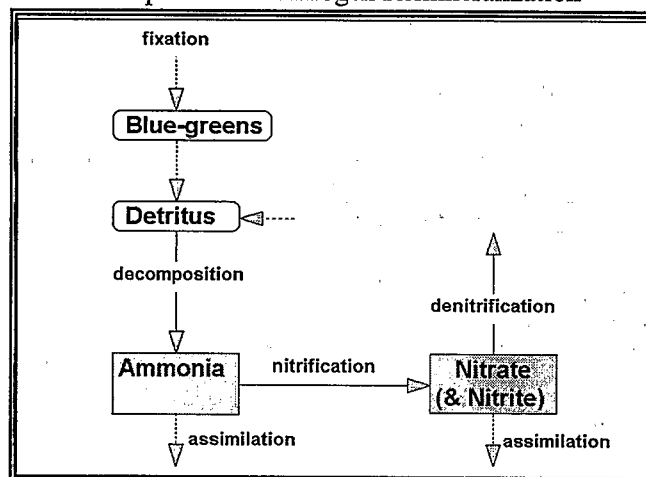 fixation
Blue-greens
Detritus
decomposition
denitrification
Ammonia
nitrification
Nitrate
(& Nitrite)
assimilation
assimilation